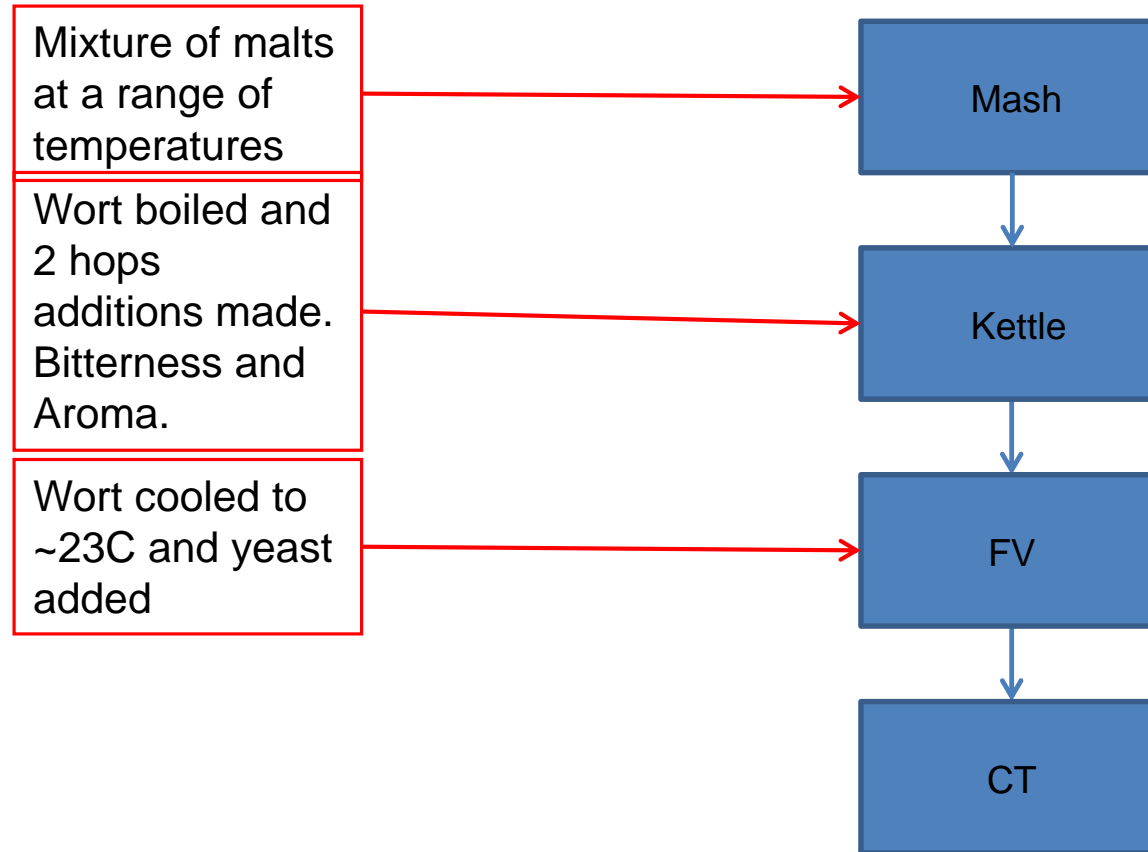 Mixture of malts
at a range of
temperatures
Mash
Wort boiled and
2 hops
additions made.
Bitterness and
Aroma.
Kettle
Wort cooled to
~23C and yeast
added
FV
CT